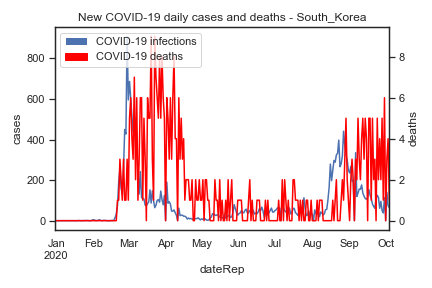 New COVID-19 daily cases and deaths - South_Korea
COVID-19 infections
COVID-19 deaths
800
600
400
200
0
cases
8
6
4
2
0
deaths
Jan Feb Mar Apr May Jun Jul Aug Sep Oct
2020
dateRep